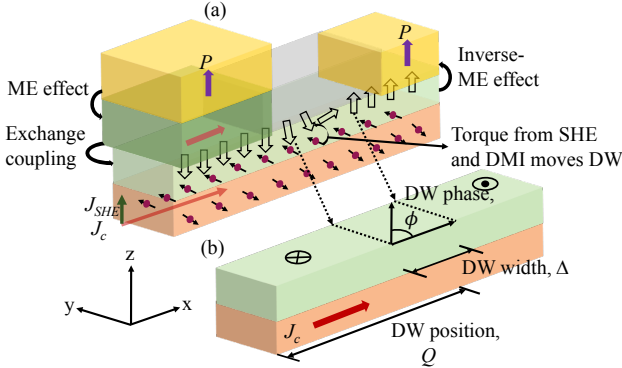 (a)
P
P
ME effect
Inverse-
ME effect
Exchange
coupling
Torque from SHE
and DMI moves DW
J_SHE
J_c
DW phase,
ϕ
(b)
DW width, Δ
z
y
x
J_c
DW position,
Q